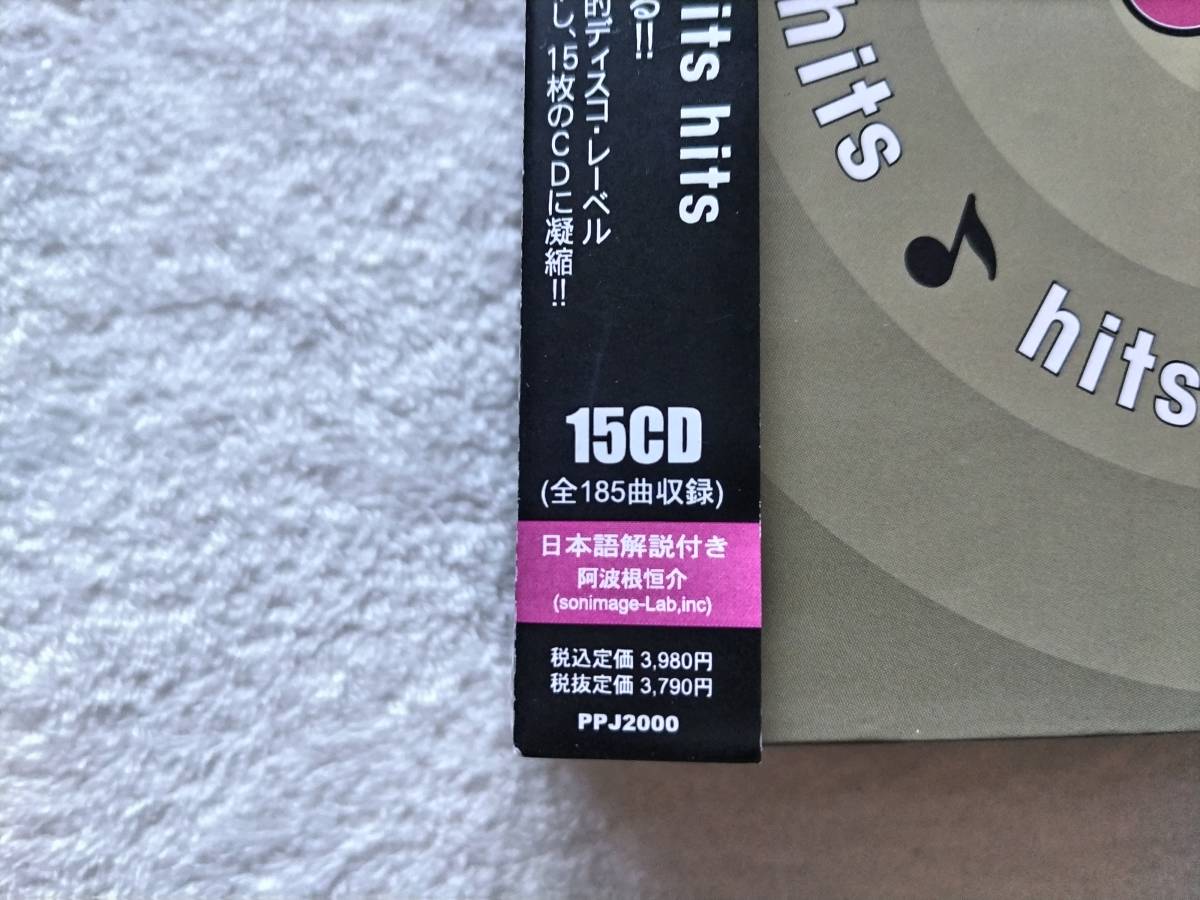 hits hits
る!!
的ディスコ・レーベル
し、15枚のCDに凝縮!!
15CD
(全185曲収録)
日本語解説付き
阿波根恒介
(sonimage-Lab,inc)
税込定価 3,980円
税抜定価 3,790円
PPJ2000
hits
hits